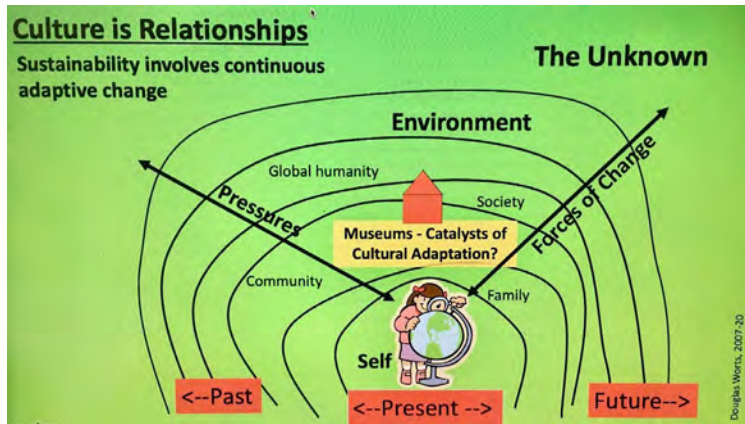 Culture is Relationships
Sustainability involves continuous
adaptive change
The Unknown
Environment
Global humanity
Pressures
Society
Forces of Change
Museums - Catalysts of
Cultural Adaptation?
Community
Family
Self
<--Past
<--Present -->
Future-->
Douglas Worts, 2007-20